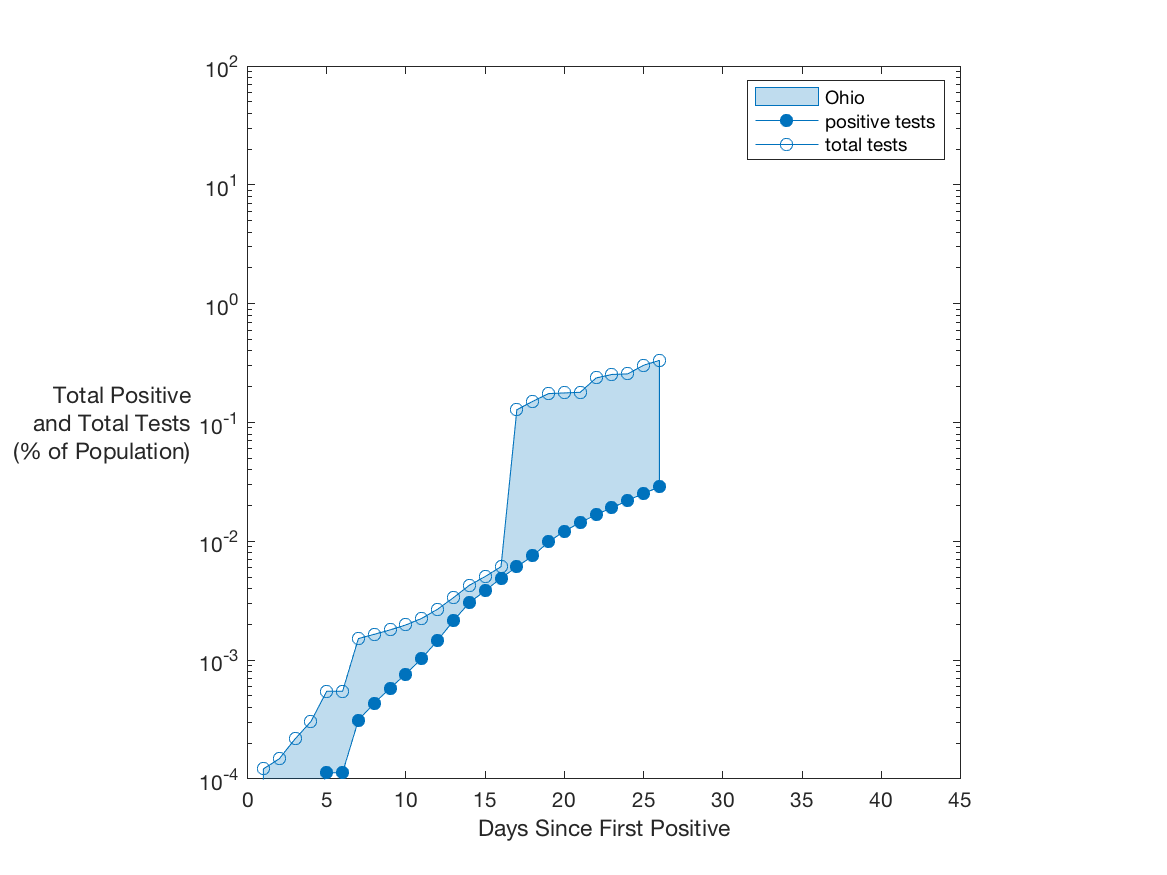 10^2
10^1
10^0
10^-1
10^-2
10^-3
10^-4
Total Positive
and Total Tests
(% of Population)
Ohio
positive tests
total tests
0 5 10 15 20 25 30 35 40 45
Days Since First Positive